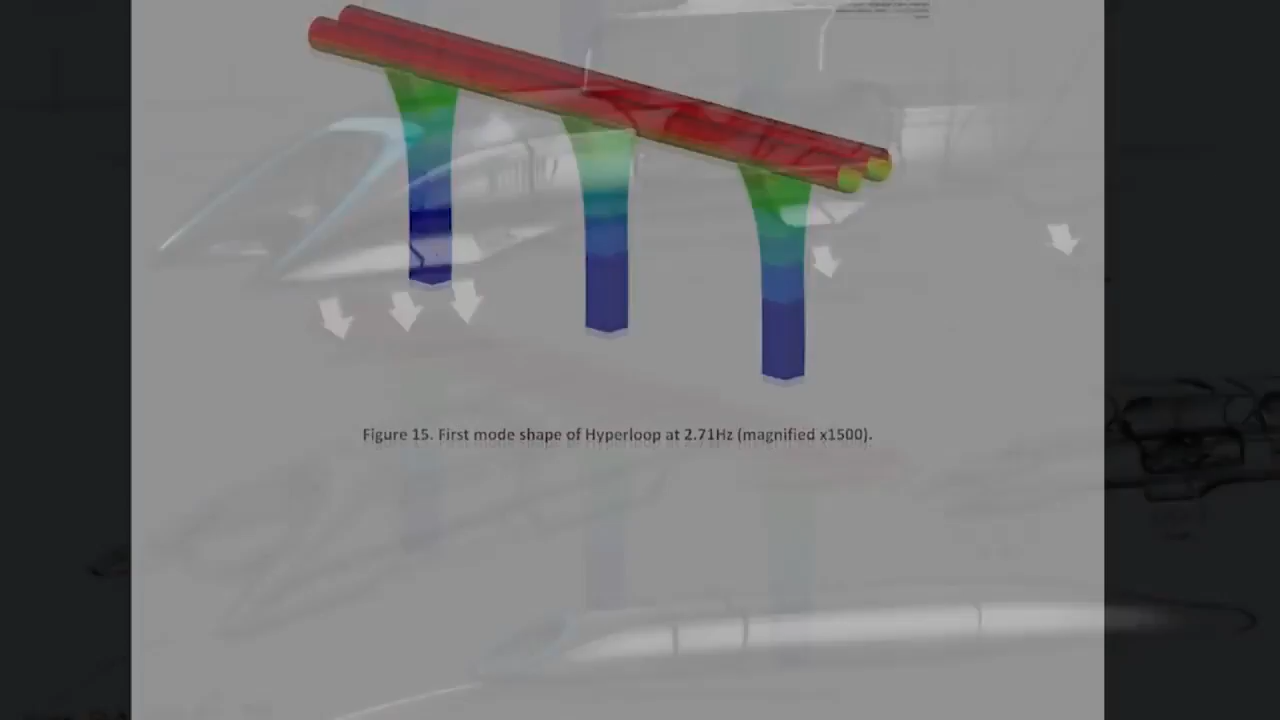 Figure 15. First mode shape of Hyperloop at 2.71Hz (magnified x1500).